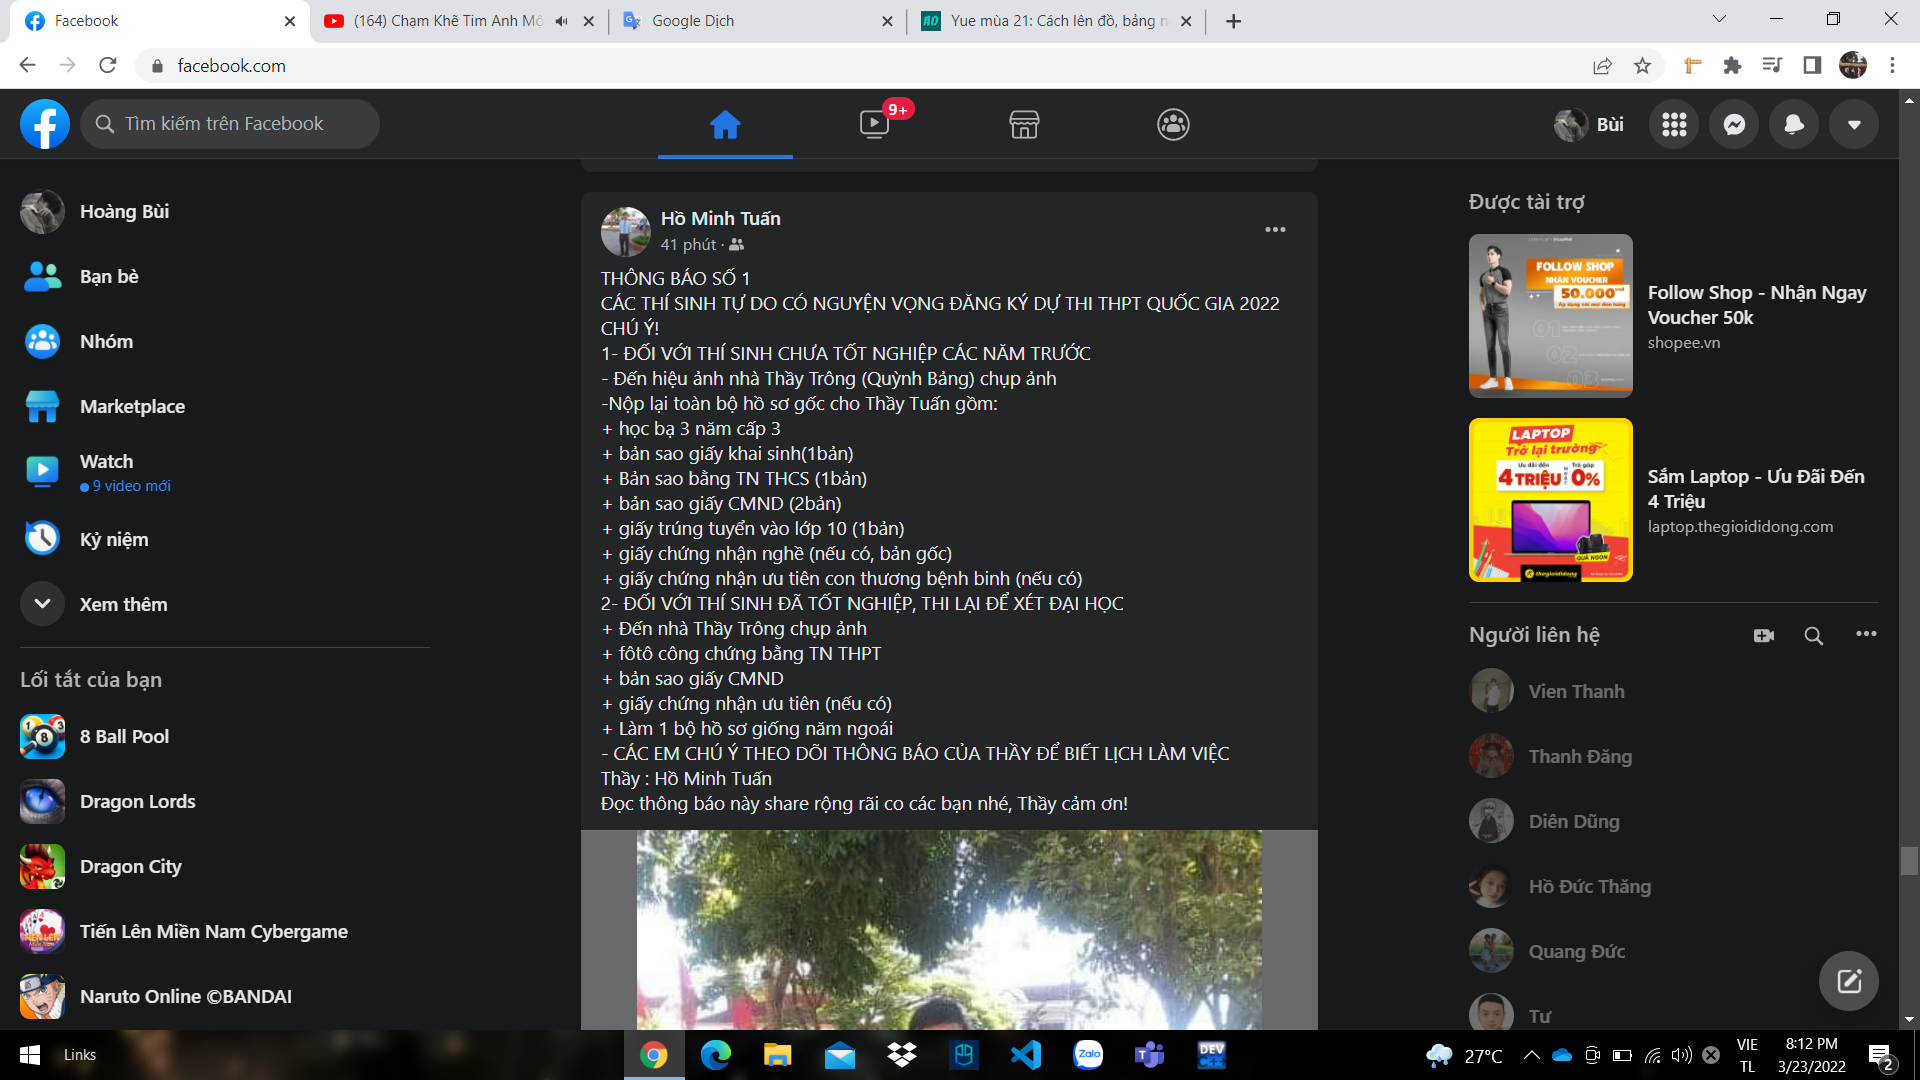 Facebook
(164) Chạm Khẽ Tim Anh Mộ
Google Dịch
Yue mùa 21: Cách lên đồ, bảng n
facebook.com
Tìm kiếm trên Facebook
9+
Bùi
Hoàng Bùi
Bạn bè
Nhóm
Marketplace
Watch
9 video mới
Kỷ niệm
Xem thêm
Lối tắt của bạn
8 Ball Pool
Dragon Lords
Dragon City
Tiến Lên Miền Nam Cybergame
Naruto Online ©BANDAI
Hồ Minh Tuấn
41 phút ·
THÔNG BÁO SỐ 1
CÁC THÍ SINH TỰ DO CÓ NGUYỆN VỌNG ĐĂNG KÝ DỰ THI THPT QUỐC GIA 2022
CHÚ Ý!
1- ĐỐI VỚI THÍ SINH CHƯA TỐT NGHIỆP CÁC NĂM TRƯỚC
- Đến hiệu ảnh nhà Thầy Trông (Quỳnh Bảng) chụp ảnh
-Nộp lại toàn bộ hồ sơ gốc cho Thầy Tuấn gồm:
+ học bạ 3 năm cấp 3
+ bản sao giấy khai sinh(1bản)
+ Bản sao bằng TN THCS (1bản)
+ bản sao giấy CMND (2bản)
+ giấy trúng tuyển vào lớp 10 (1bản)
+ giấy chứng nhận nghề (nếu có, bản gốc)
+ giấy chứng nhận ưu tiên con thương bệnh binh (nếu có)
2- ĐỐI VỚI THÍ SINH ĐÃ TỐT NGHIỆP, THI LẠI ĐỂ XÉT ĐẠI HỌC
+ Đến nhà Thầy Trông chụp ảnh
+ fôtô công chứng bằng TN THPT
+ bản sao giấy CMND
+ giấy chứng nhận ưu tiên (nếu có)
+ Làm 1 bộ hồ sơ giống năm ngoái
- CÁC EM CHÚ Ý THEO DÕI THÔNG BÁO CỦA THẦY ĐỂ BIẾT LỊCH LÀM VIỆC
Thầy : Hồ Minh Tuấn
Đọc thông báo này share rộng rãi co các bạn nhé, Thầy cảm ơn!
Được tài trợ
FOLLOW SHOP
NHẬN VOUCHER
50.000
01
02
03
Follow Shop - Nhận Ngay
Voucher 50k
shopee.vn
LAPTOP
Trở lại trường
Ưu đãi đến
4 TRIỆU
Trả góp
0%
QUÀ NGON
thegioididong
Sắm Laptop - Ưu Đãi Đến
4 Triệu
laptop.thegioididong.com
Người liên hệ
Vien Thanh
Thanh Đăng
Diên Dũng
Hồ Đức Thăng
Quang Đức
Tư
Links
Zalo
DEV
C++
27°C
VIE
TL
8:12 PM
3/23/2022
2